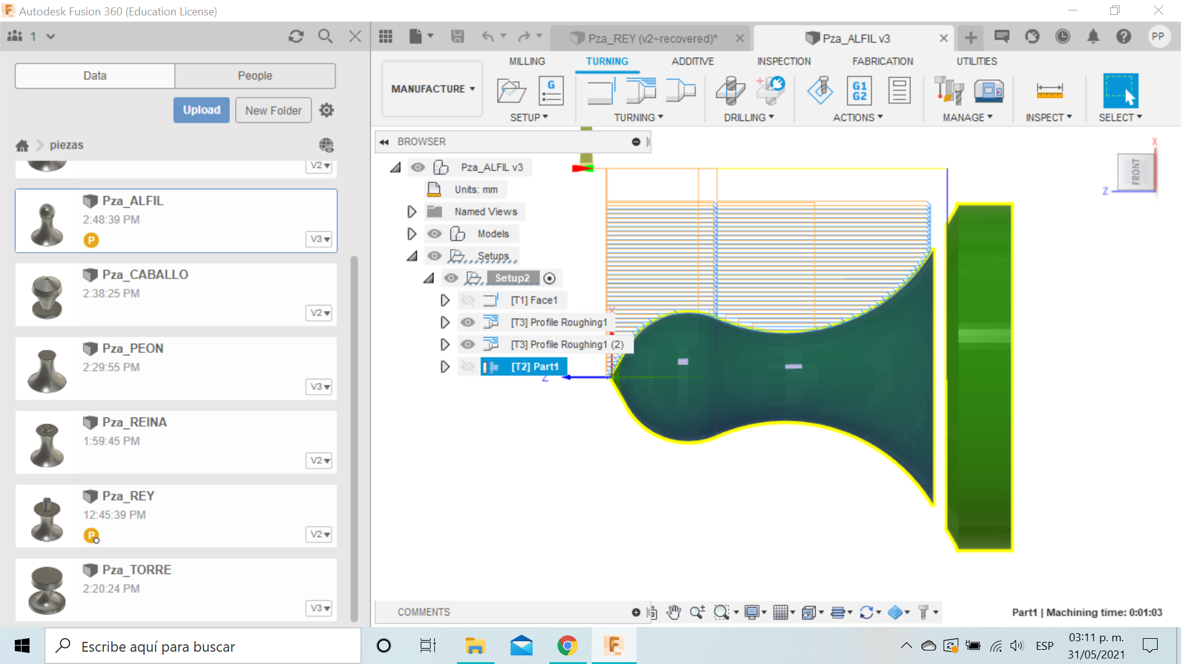 Autodesk Fusion 360 (Education License)
1
Pza_REY (v2~recovered)*
Pza_ALFIL v3
PP
Data
People
Upload
New Folder
piezas
V2
Pza_ALFIL
2:48:39 PM
P
V3
Pza_CABALLO
2:38:25 PM
V2
Pza_PEON
2:29:55 PM
V3
Pza_REINA
1:59:45 PM
V2
Pza_REY
12:45:39 PM
P
V2
Pza_TORRE
2:20:24 PM
V3
MANUFACTURE
MILLING
TURNING
ADDITIVE
INSPECTION
FABRICATION
UTILITIES
G
G1
G2
SETUP
TURNING
DRILLING
ACTIONS
MANAGE
INSPECT
SELECT
BROWSER
Pza_ALFIL v3
Units: mm
Named Views
Models
Setups
Setup2
[T1] Face1
[T3] Profile Roughing1
[T3] Profile Roughing1 (2)
[T2] Part1
Z
X
FRONT
Z
COMMENTS
Part1 | Machining time: 0:01:03
Escribe aquí para buscar
ESP
03:11 p. m.
31/05/2021